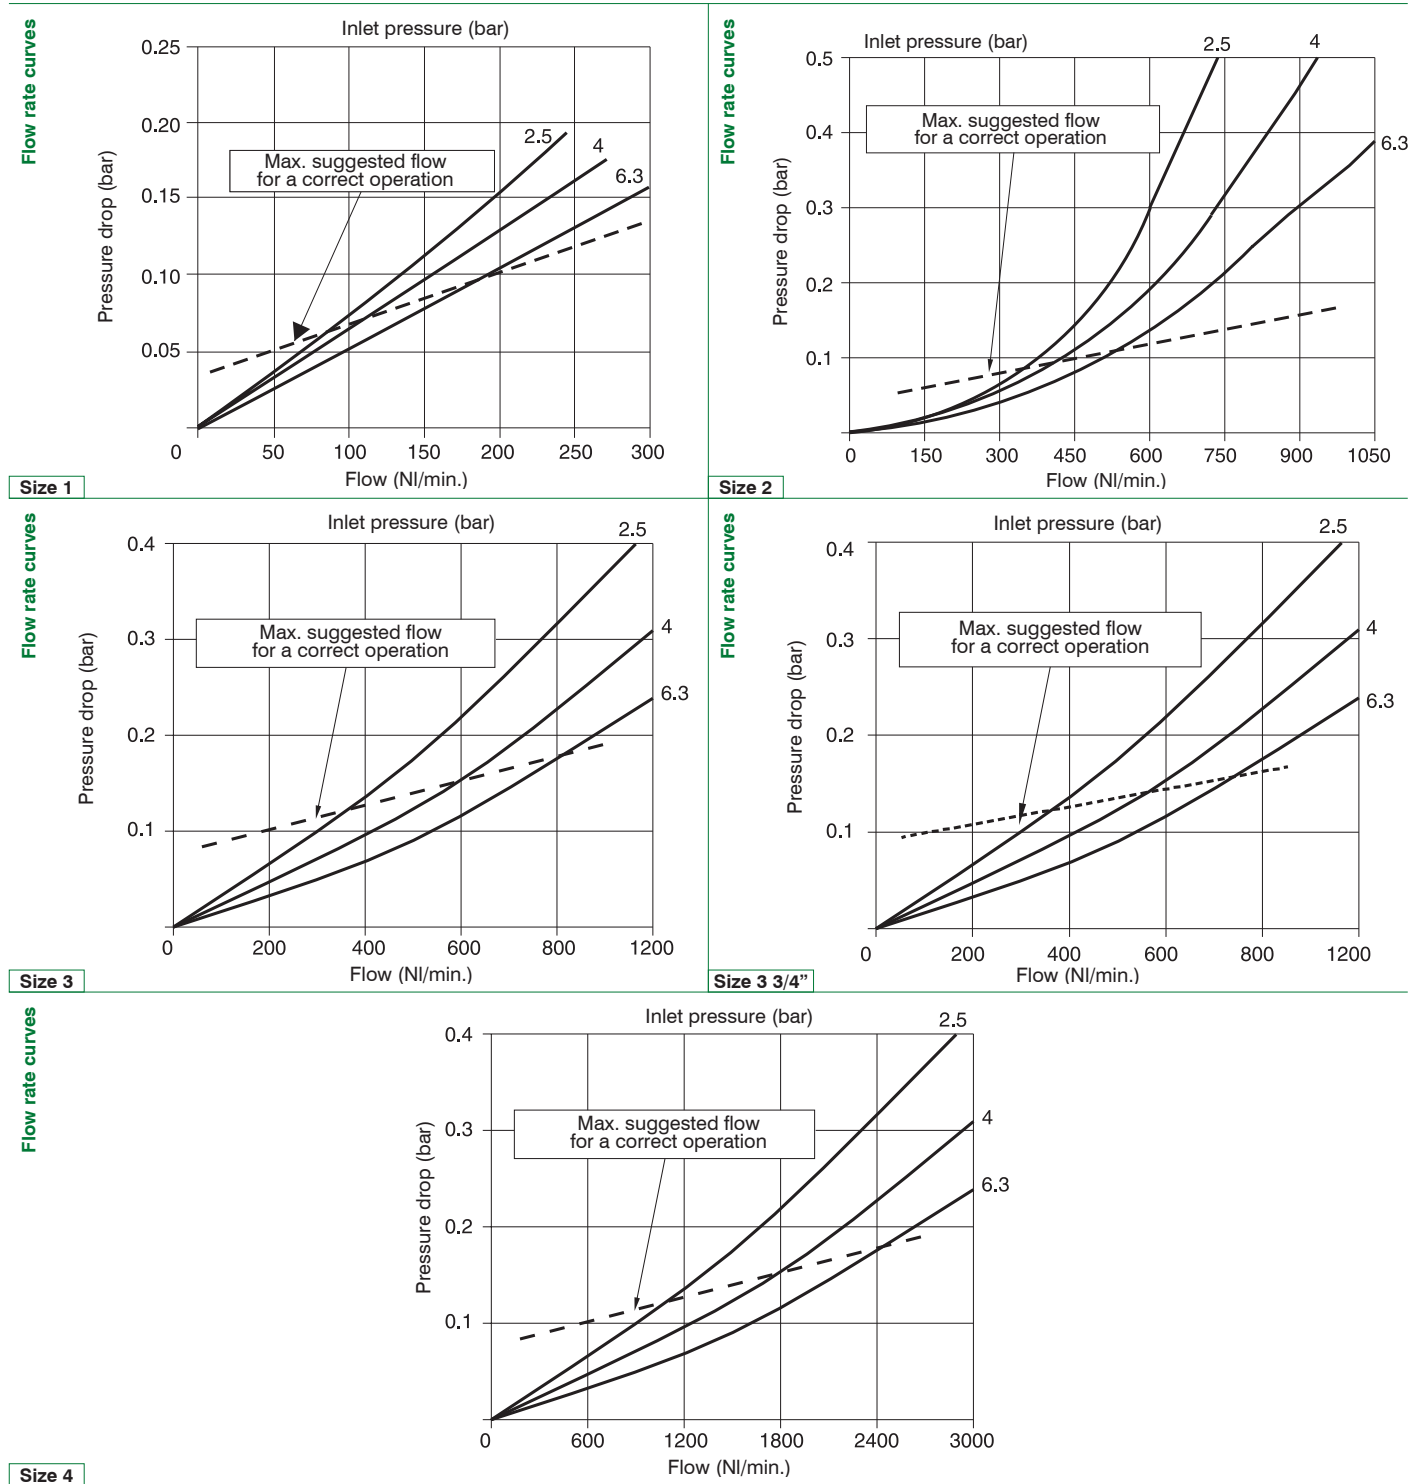 Flow rate curves
Inlet pressure (bar)
0.25
0.20
0.15
0.10
0.05
0
Pressure drop (bar)
Max. suggested flow
for a correct operation
2.5
4
6.3
50
100
150
200
250
300
Flow (Nl/min.)
Size 1
Flow rate curves
Inlet pressure (bar)
2.5
4
6.3
0.5
0.4
0.3
0.2
0.1
Pressure drop (bar)
Max. suggested flow
for a correct operation
0
150
300
450
600
750
900
1050
Flow (Nl/min.)
Size 2
Flow rate curves
Inlet pressure (bar)
2.5
4
6.3
0.4
0.3
0.2
0.1
Pressure drop (bar)
Max. suggested flow
for a correct operation
0
200
400
600
800
1200
Flow (Nl/min.)
Size 3
Flow rate curves
Inlet pressure (bar)
2.5
4
6.3
0.4
0.3
0.2
0.1
Pressure drop (bar)
Max. suggested flow
for a correct operation
0
200
400
600
800
1200
Flow (Nl/min.)
Size 3 3/4”
Flow rate curves
Inlet pressure (bar)
2.5
4
6.3
0.4
0.3
0.2
0.1
Pressure drop (bar)
Max. suggested flow
for a correct operation
0
600
1200
1800
2400
3000
Flow (Nl/min.)
Size 4